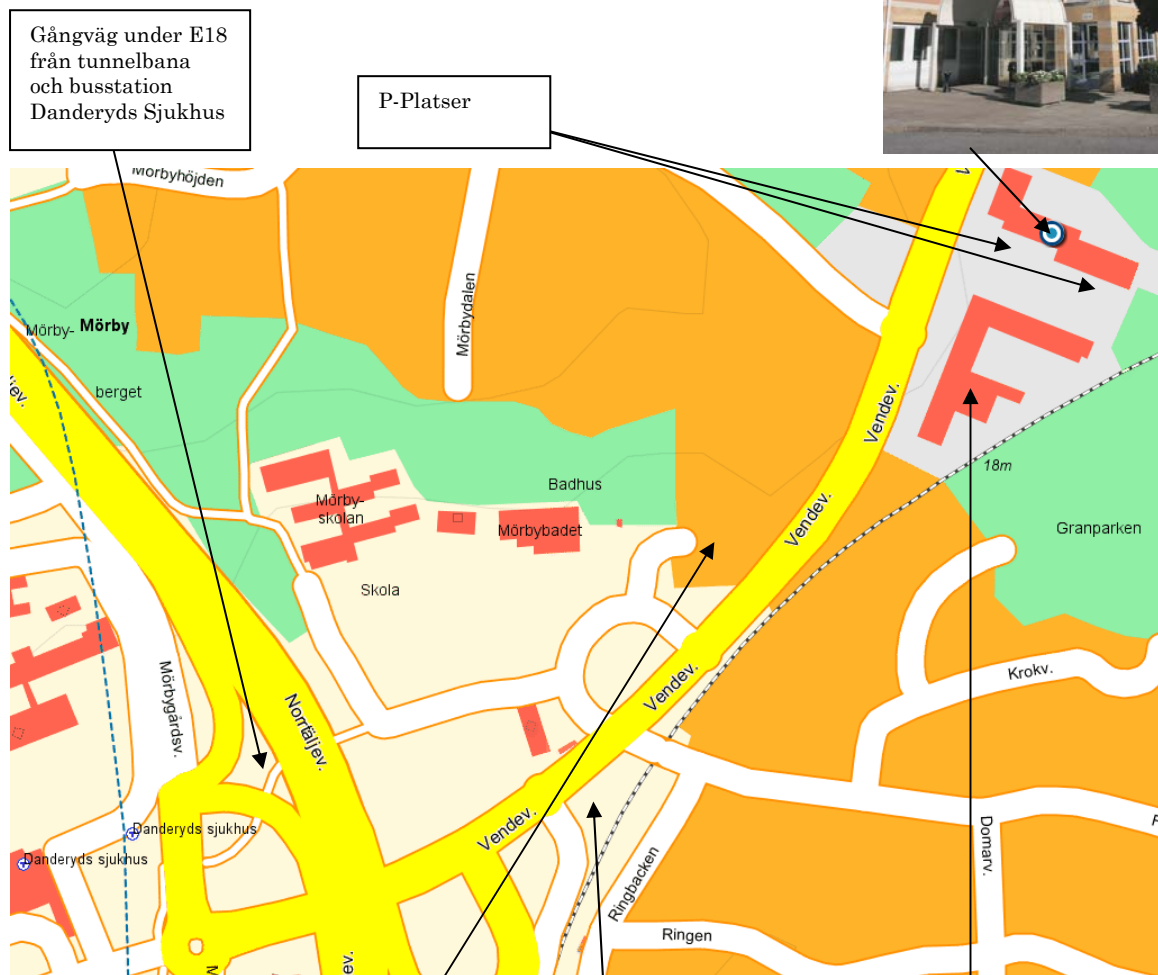 Gångväg under E18
från tunnelbana
och busstation
Danderyds Sjukhus
P-Platser
Mörbyhöjden
Mörbydalen
Mörby- Mörby
berget
Vendev.
18m
Badhus
Mörby-
skolan
Mörbybadet
Vendev.
Granparken
Skola
Mörbygårdsv.
Norrtäljev.
Vendev.
Krokv.
Danderyds sjukhus
Danderyds sjukhus
Vendev.
Ringbacken
Domarv.
Ringen